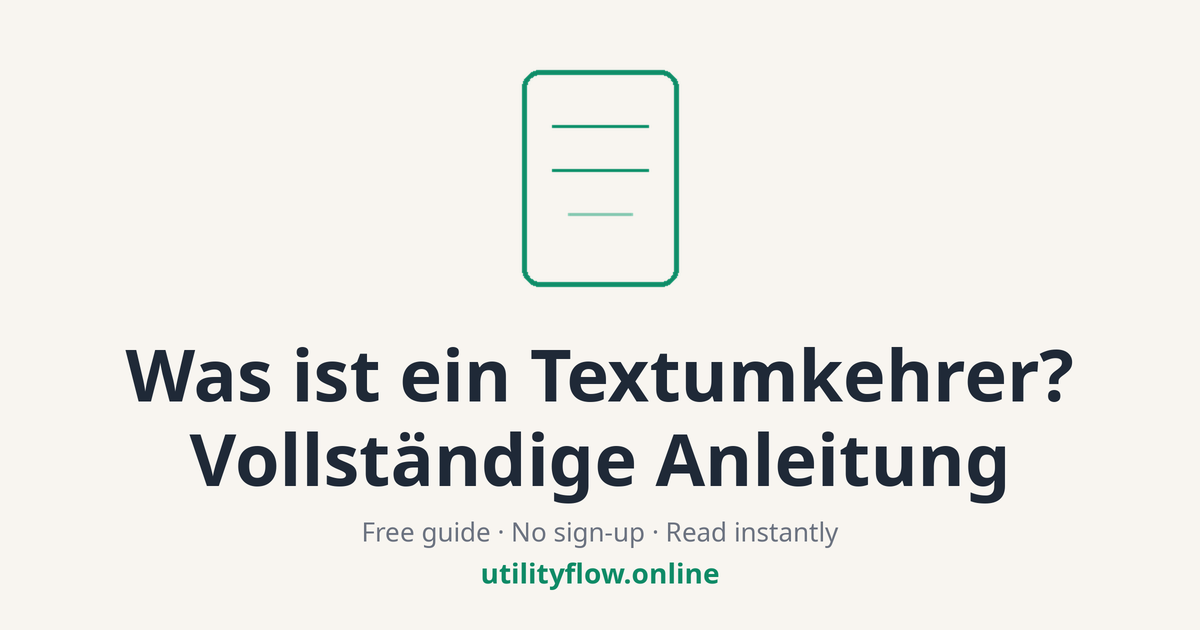 Was ist ein Textumkehrer?
Vollständige Anleitung
Free guide · No sign-up · Read instantly
utilityflow.online